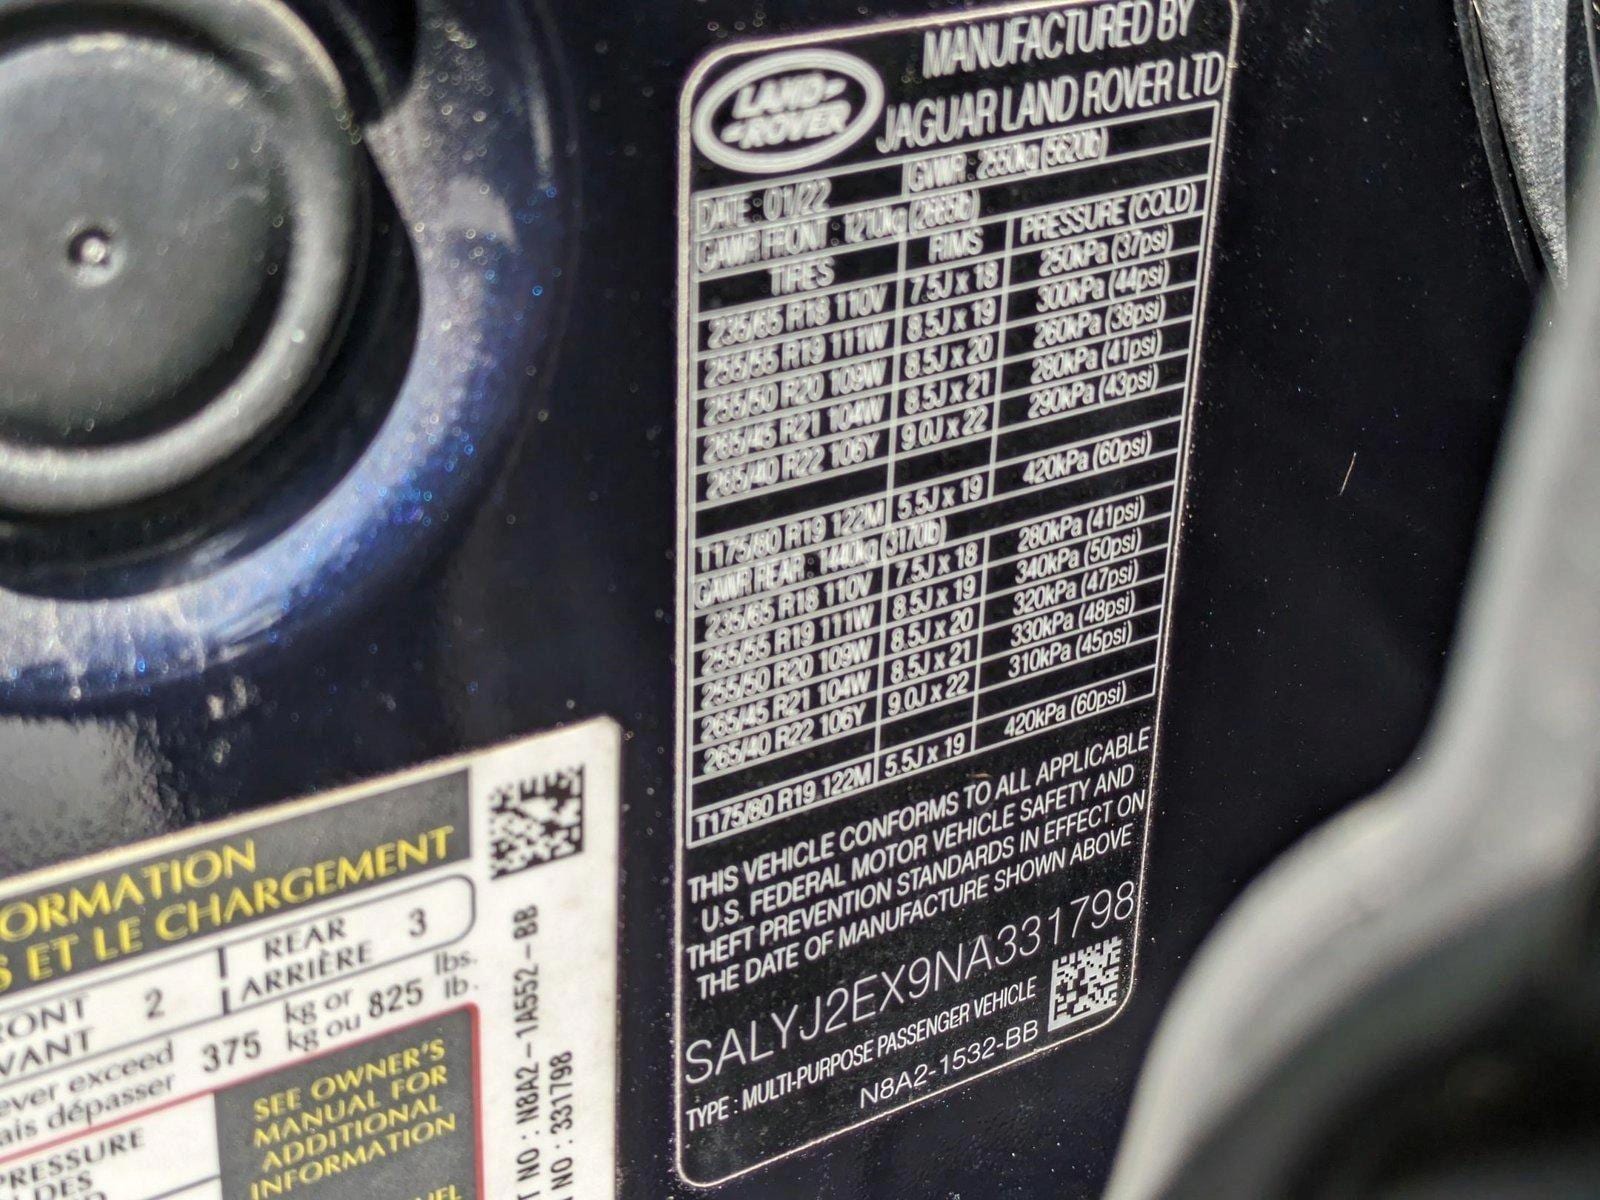 LAND-
-ROVER
MANUFACTURED BY
JAGUAR LAND ROVER LTD
DATE : 01/22 GVWR : 2550kg (5620lb)
GAWR FRONT : 1210kg (2665lb)
TIRES RIMS PRESSURE (COLD)
235/65 R18 110V 7.5J x 18 250kPa (37psi)
255/55 R19 111W 8.5J x 19 300kPa (44psi)
255/50 R20 109W 8.5J x 20 260kPa (38psi)
265/45 R21 104W 8.5J x 21 280kPa (41psi)
265/40 R22 106Y 9.0J x 22 290kPa (43psi)
T175/80 R19 122M 5.5J x 19 420kPa (60psi)
GAWR REAR : 1440kg (3170lb)
235/65 R18 110V 7.5J x 18 280kPa (41psi)
255/55 R19 111W 8.5J x 19 340kPa (50psi)
255/50 R20 109W 8.5J x 20 320kPa (47psi)
265/45 R21 104W 8.5J x 21 330kPa (48psi)
265/40 R22 106Y 9.0J x 22 310kPa (45psi)
T175/80 R19 122M 5.5J x 19 420kPa (60psi)
THIS VEHICLE CONFORMS TO ALL APPLICABLE
U.S. FEDERAL MOTOR VEHICLE SAFETY AND
THEFT PREVENTION STANDARDS IN EFFECT ON
THE DATE OF MANUFACTURE SHOWN ABOVE
SALYJ2EX9NA331798
TYPE : MULTI-PURPOSE PASSENGER VEHICLE
N8A2-1532-BB
ORMATION
S ET LE CHARGEMENT
RONT 2 REAR 3
VANT ARRIÈRE
ever exceed 375 kg or 825 lbs.
ais dépasser kg ou lb.
PRESSURE
DES
SEE OWNER'S
MANUAL FOR
ADDITIONAL
INFORMATION
T NO : N8A2-1A552-BB
NO : 331798